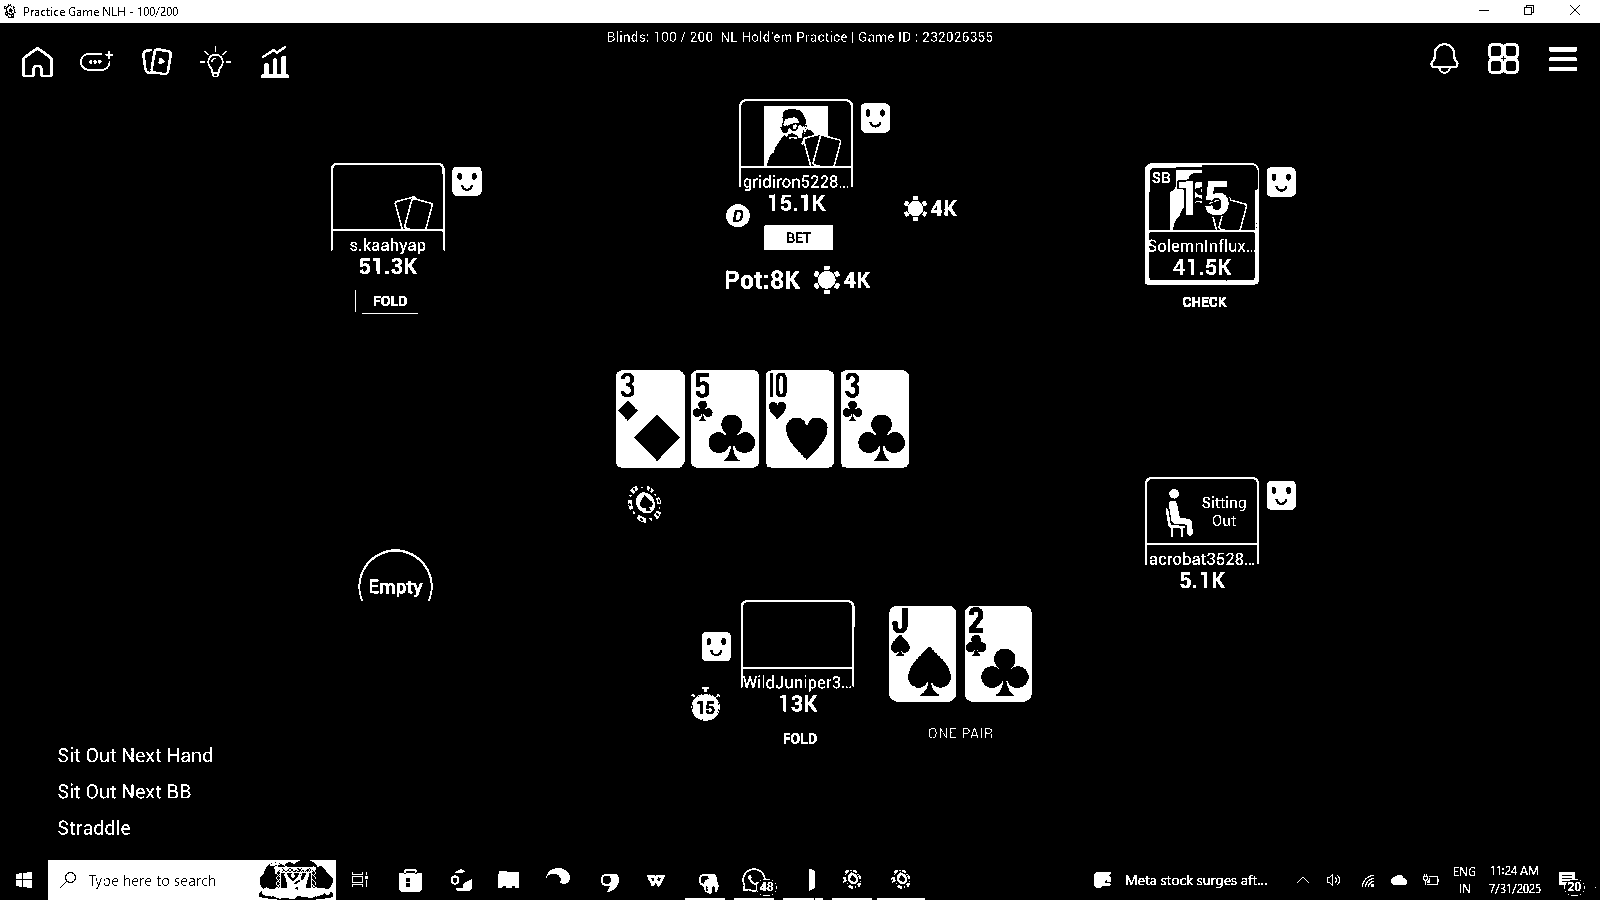 Practice Game NLH - 100/200
Blinds: 100 / 200 NL Hold'em Practice | Game ID : 232026355
gridiron5228...
15.1K
D
BET
4K
Pot:8K 4K
s.kaahyap
51.3K
FOLD
SB
15
SolemnInflux...
41.5K
CHECK
3 5 10 3
Sitting
Out
acrobat3528...
5.1K
Empty
J 2
WildJuniper3...
13K
15
FOLD
ONE PAIR
Sit Out Next Hand
Sit Out Next BB
Straddle
Type here to search
48
Meta stock surges aft...
ENG
IN
11:24 AM
7/31/2025
20